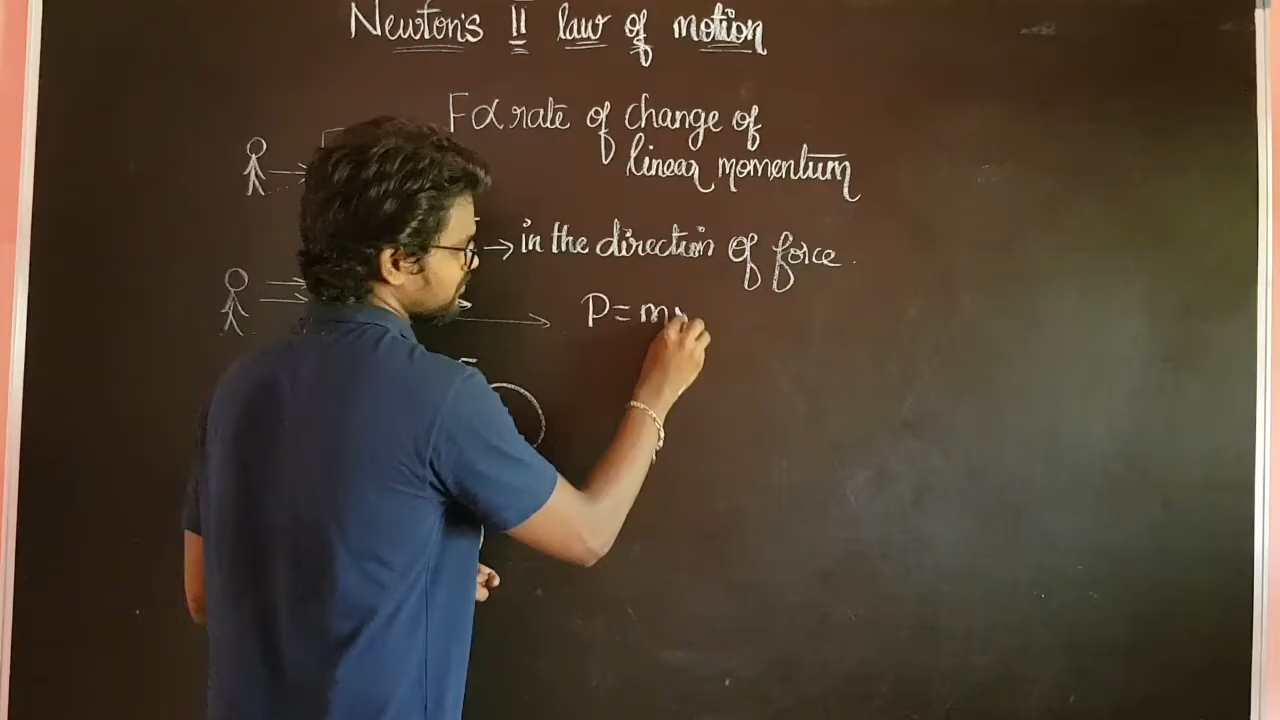 Newton's II law of motion
F α rate of change of
linear momentum
→ in the direction of force.
P = m